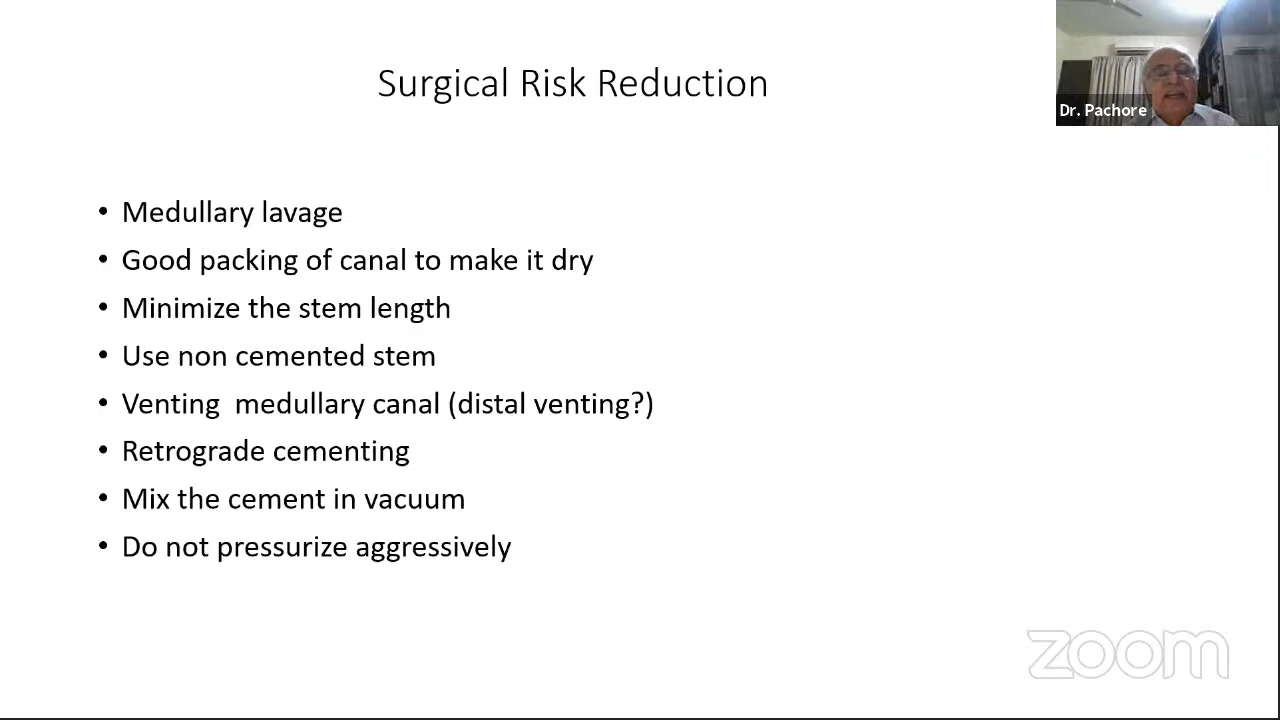 Surgical Risk Reduction
Dr. Pachore
• Medullary lavage
• Good packing of canal to make it dry
• Minimize the stem length
• Use non cemented stem
• Venting  medullary canal (distal venting?)
• Retrograde cementing
• Mix the cement in vacuum
• Do not pressurize aggressively
zoom